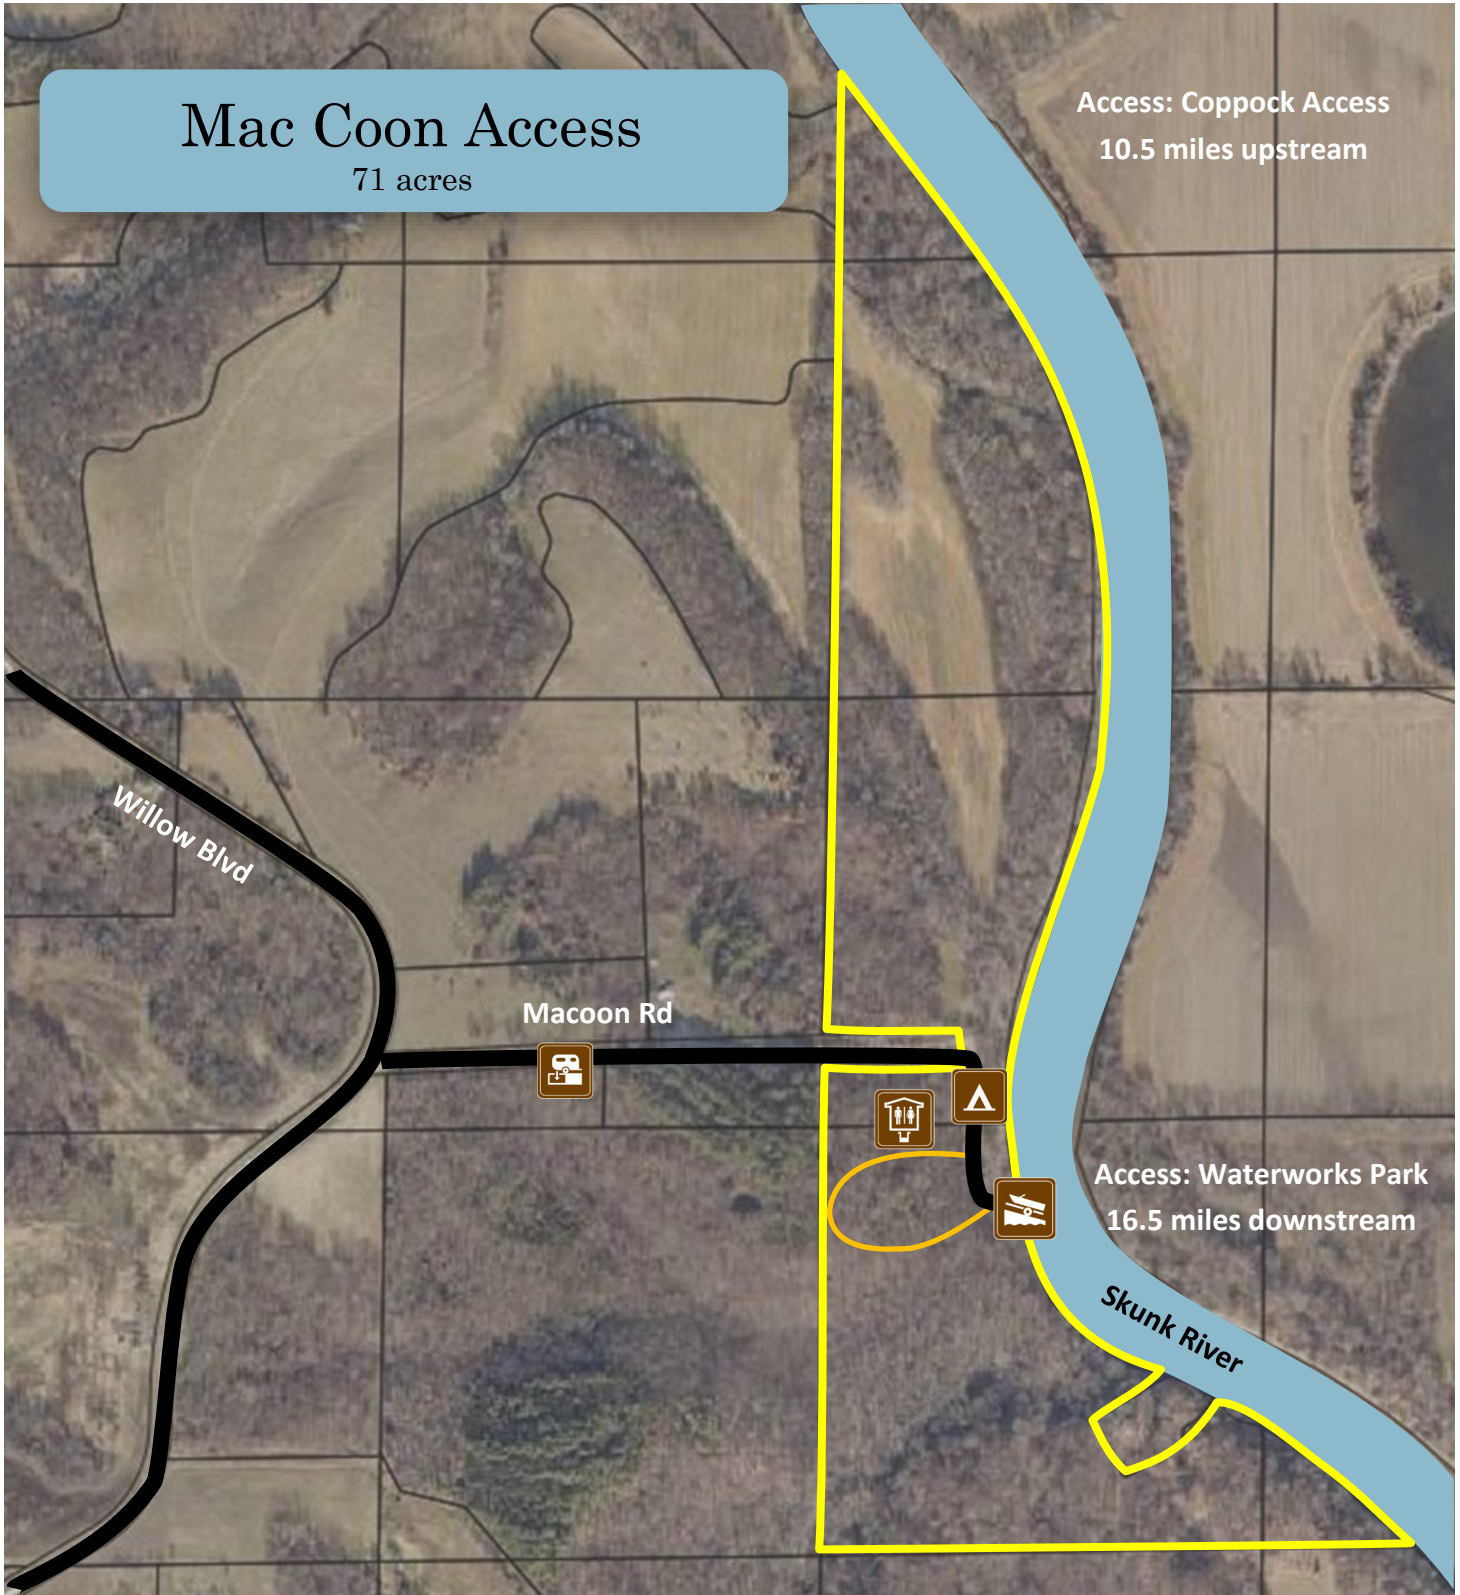 Mac Coon Access
71 acres
Access: Coppock Access
10.5 miles upstream
Willow Blvd
Macoon Rd
Access: Waterworks Park
16.5 miles downstream
Skunk River